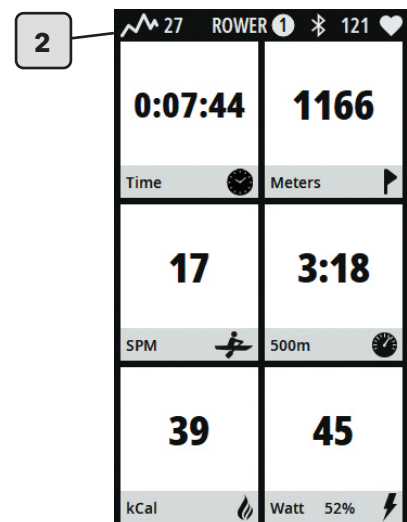 2
27 ROWER 1 121
0:07:44 1166
Time Meters
17 3:18
SPM 500m
39 45
kCal Watt 52%